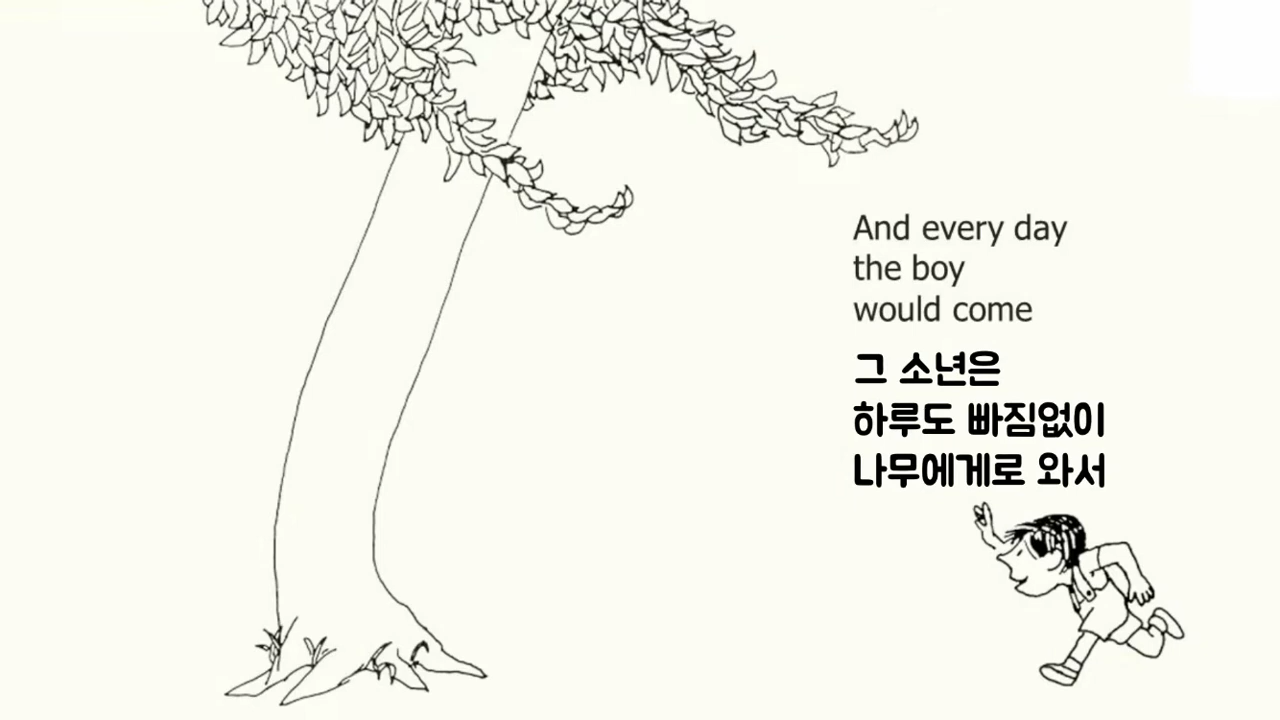 And every day
the boy
would come
그 소년은
하루도 빠짐없이
나무에게로 와서